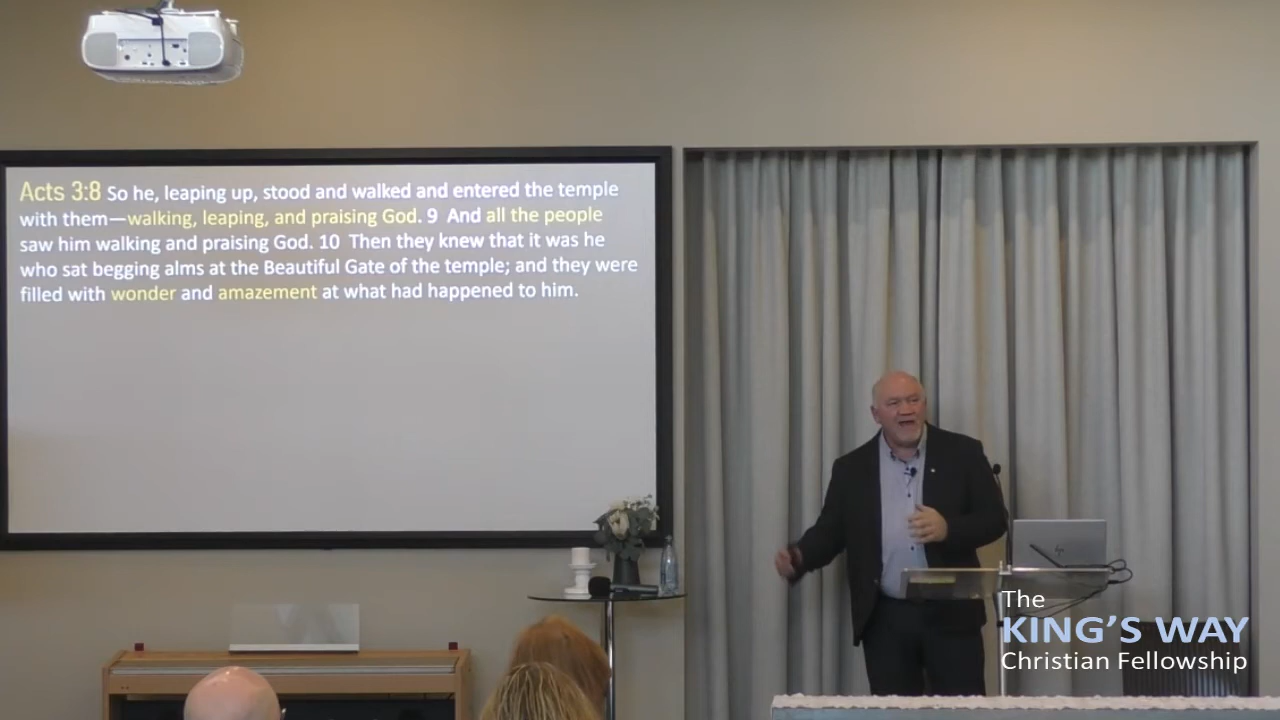 Acts 3:8 So he, leaping up, stood and walked and entered the temple
with them—walking, leaping, and praising God. 9 And all the people
saw him walking and praising God. 10 Then they knew that it was he
who sat begging alms at the Beautiful Gate of the temple; and they were
filled with wonder and amazement at what had happened to him.
The
KING'S WAY
Christian Fellowship